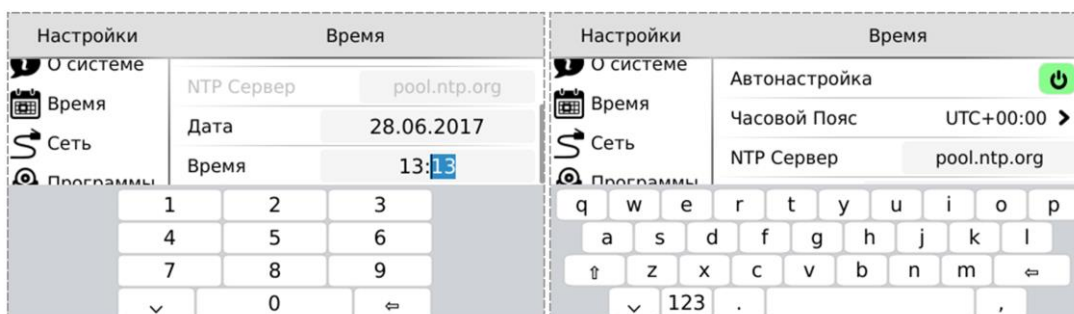 Настройки
Время
О системе
NTP Сервер
pool.ntp.org
Время
Дата
28.06.2017
Сеть
Время
13:13
Программы
1 2 3
4 5 6
7 8 9
0
Настройки
Время
О системе
Автонастройка
Время
Часовой Пояс
UTC+00:00
Сеть
NTP Сервер
pool.ntp.org
Программы
q w e r t y u i o p
a s d f g h j k l
z x c v b n m
123 . ,